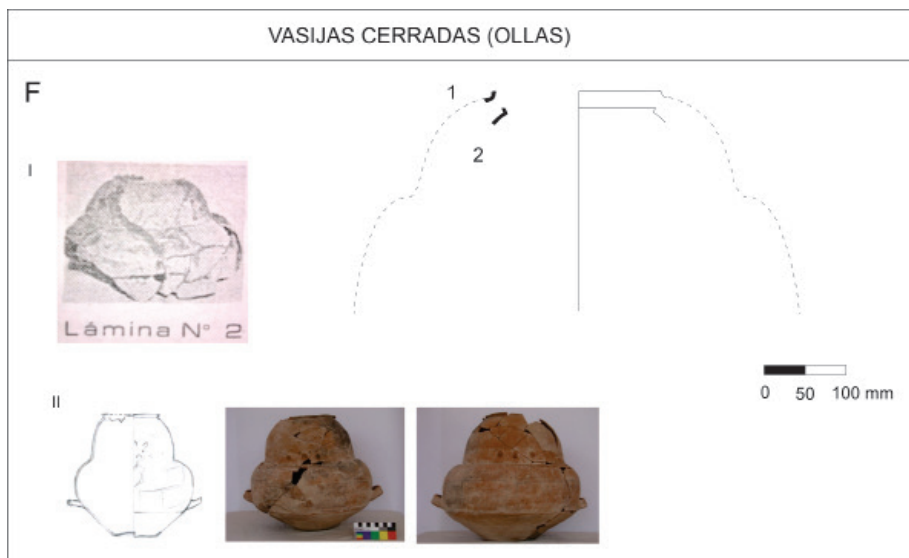 VASIJAS CERRADAS (OLLAS)
F
1
2
I
Lámina N° 2
0 50 100 mm
II